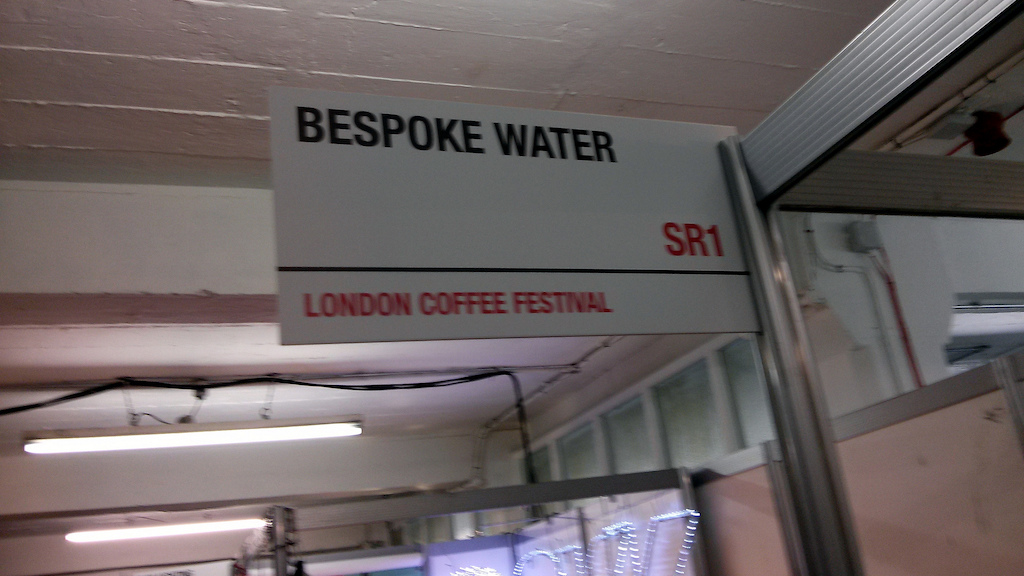 BESPOKE WATER
SR1
LONDON COFFEE FESTIVAL